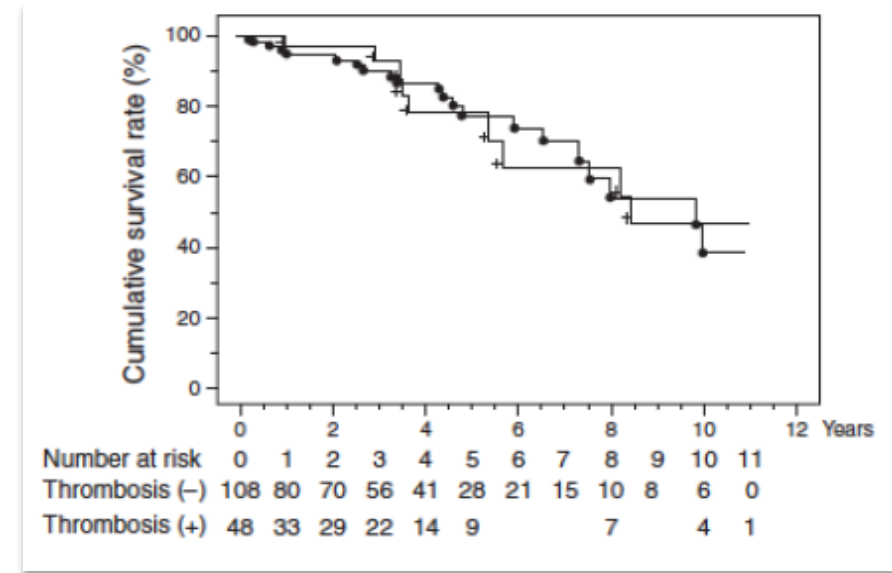 Cumulative survival rate (%)
100
80
60
40
20
0
0 2 4 6 8 10 12 Years
Number at risk 0 1 2 3 4 5 6 7 8 9 10 11
Thrombosis (–) 108 80 70 56 41 28 21 15 10 8 6 0
Thrombosis (+) 48 33 29 22 14 9 7 4 1